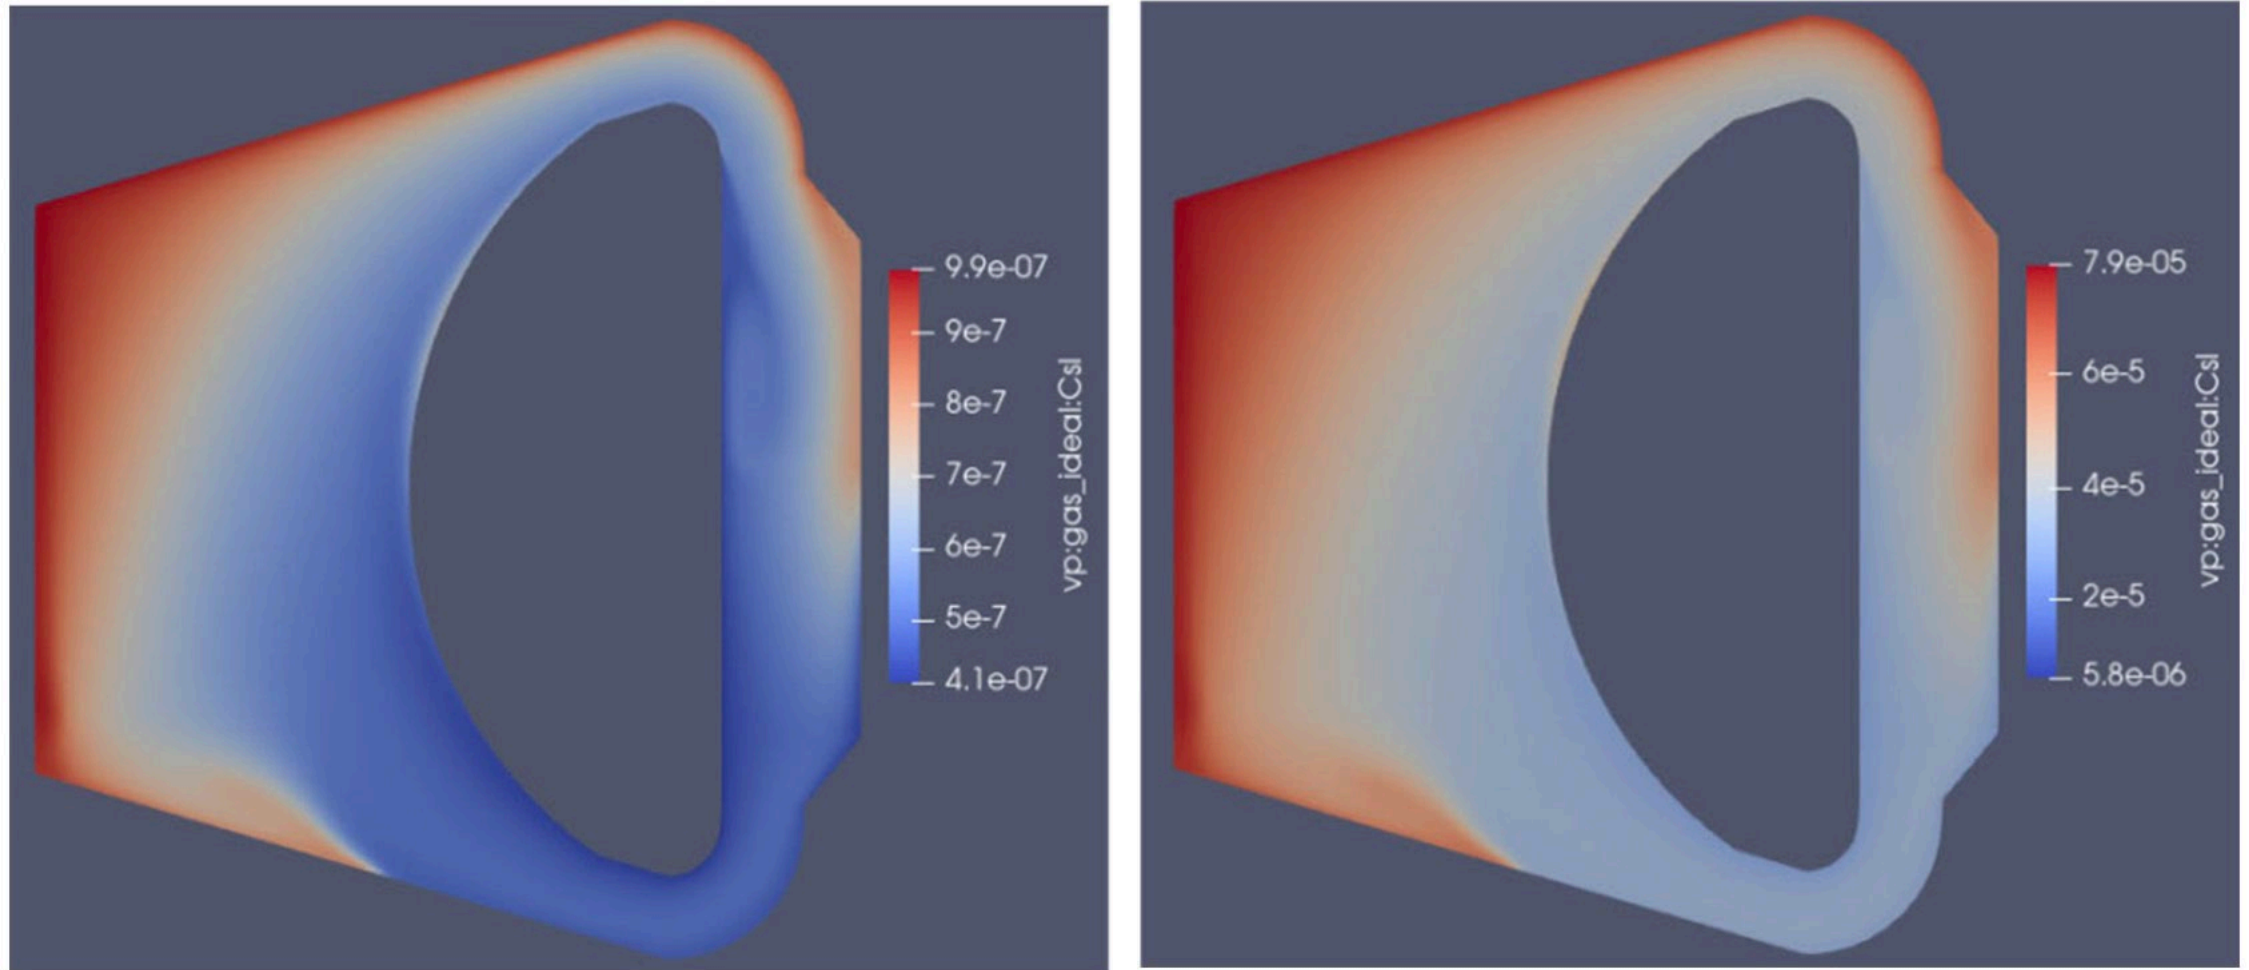 9.9e-07
9e-7
8e-7
7e-7
6e-7
5e-7
4.1e-07
vp:gas_ideal:CsI
7.9e-05
6e-5
4e-5
2e-5
5.8e-06
vp:gas_ideal:CsI